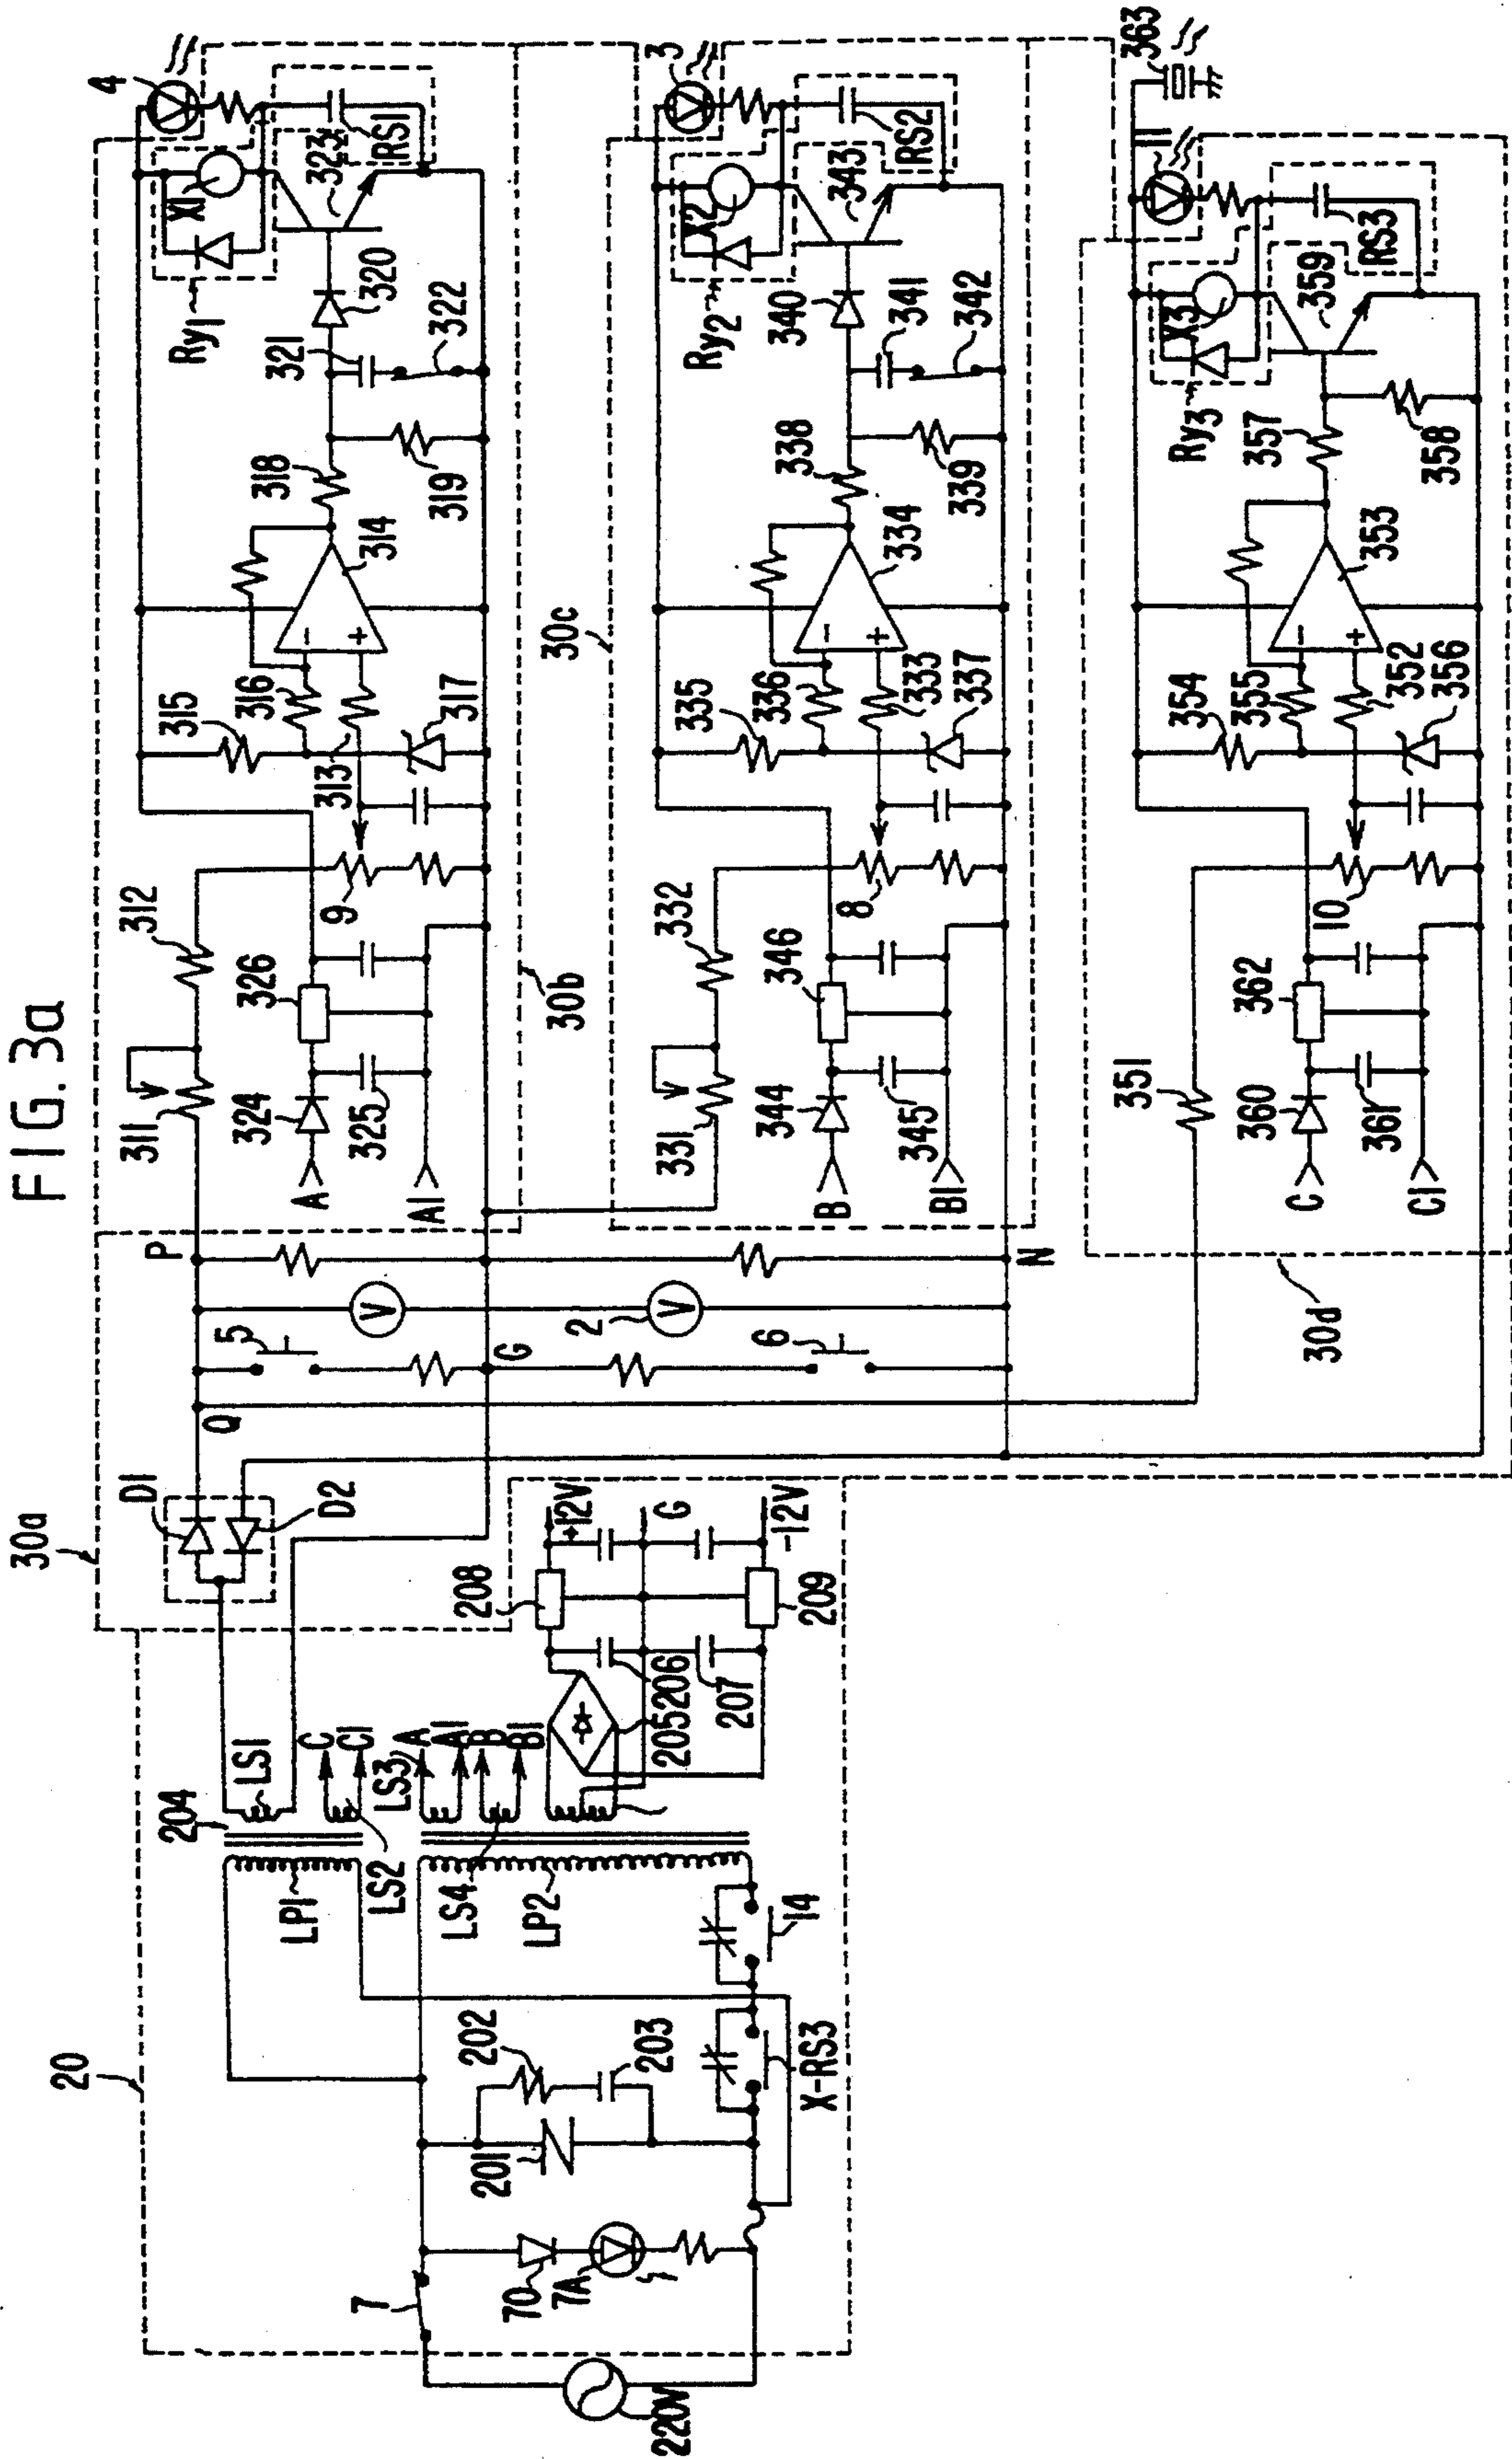 FIG. 3a
20
220V
7
70
7A
201
202
203
X-RS3
14
204
LP1
LS1
LS2
C
C1
LS3
A
A1
B
B1
LS4
LP2
205
206
207
208
209
+12V
G
-12V
30a
D1
D2
Q
P
5
G
2
V
V
6
N
30b
311
312
A
A1
324
325
326
9
313
315
316
317
314
318
319
321
322
320
323
Ry1
X1
RS1
4
30c
331
332
B
B1
344
345
346
8
335
336
333
337
334
338
339
340
341
342
343
Ry2
X2
RS2
3
30d
351
C
C1
360
361
362
10
354
355
352
356
353
357
358
359
Ry3
X3
RS3
11
363